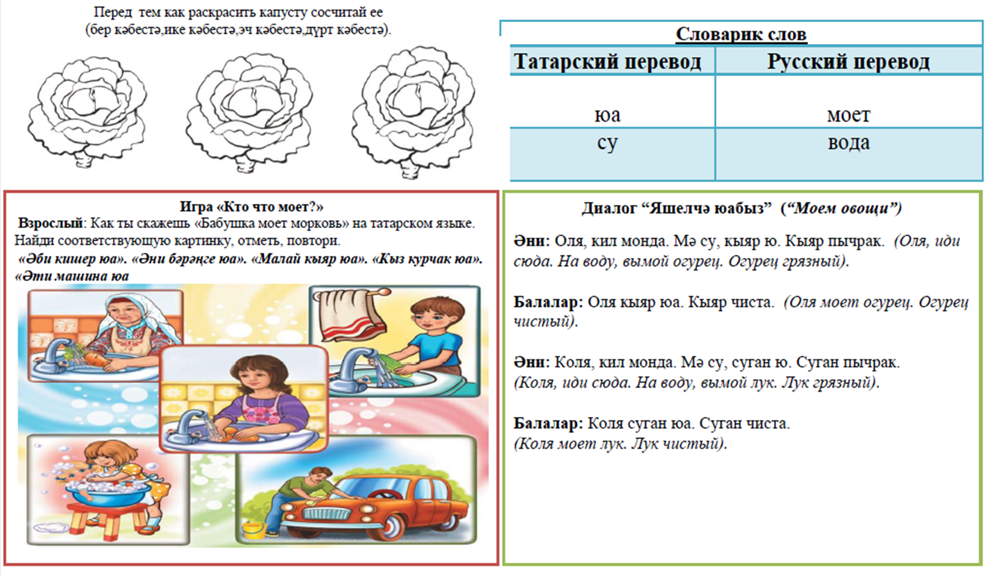 Перед тем как раскрасить капусту сосчитай ее
(бер кәбестә,ике кәбестә,эч кәбестә,дүрт кәбестә).
Словарик слов
Татарский перевод Русский перевод
юа моет
су вода
Игра «Кто что моет?»
Взрослый: Как ты скажешь «Бабушка моет морковь» на татарском языке.
Найди соответствующую картинку, отметь, повтори.
«Әби кишер юа». «Әни бәрәңге юа». «Малай кыяр юа». «Кыз курчак юа».
«Әти машина юа
Диалог “Яшелчә юабыз” (“Моем овощи”)
Әни: Оля, кил монда. Мә су, кыяр ю. Кыяр пычрак. (Оля, иди
сюда. На воду, вымой огурец. Огурец грязный).
Балалар: Оля кыяр юа. Кыяр чиста. (Оля моет огурец. Огурец
чистый).
Әни: Коля, кил монда. Мә су, суган ю. Суган пычрак.
(Коля, иди сюда. На воду, вымой лук. Лук грязный).
Балалар: Коля суган юа. Суган чиста.
(Коля моет лук. Лук чистый).